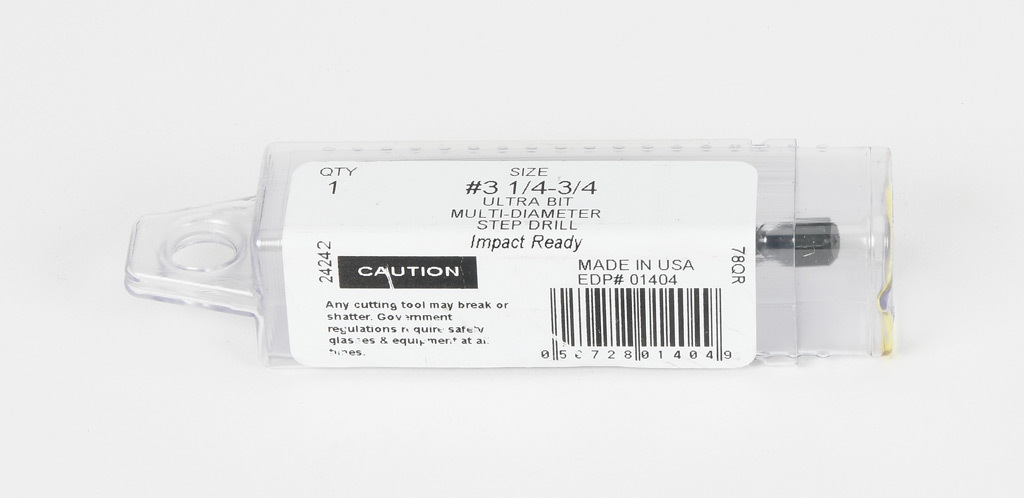 QTY
1
SIZE
#3 1/4-3/4
ULTRA BIT
MULTI-DIAMETER
STEP DRILL
Impact Ready
24242
CAUTION
Any cutting tool may break or
shatter. Government
regulations require safety
glasses & equipment at all
times.
MADE IN USA
EDP# 01404
78QR
0 56728 01404 9